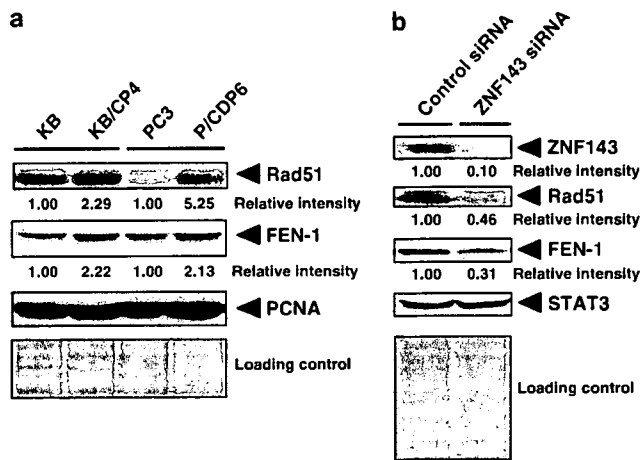 a
KB KB/CP4 PC3 P/CDP6
Rad51
1.00 2.29 1.00 5.25 Relative intensity
FEN-1
1.00 2.22 1.00 2.13 Relative intensity
PCNA
Loading control
b
Control siRNA ZNF143 siRNA
ZNF143
1.00 0.10 Relative intensity
Rad51
1.00 0.46 Relative intensity
FEN-1
1.00 0.31 Relative intensity
STAT3
Loading control